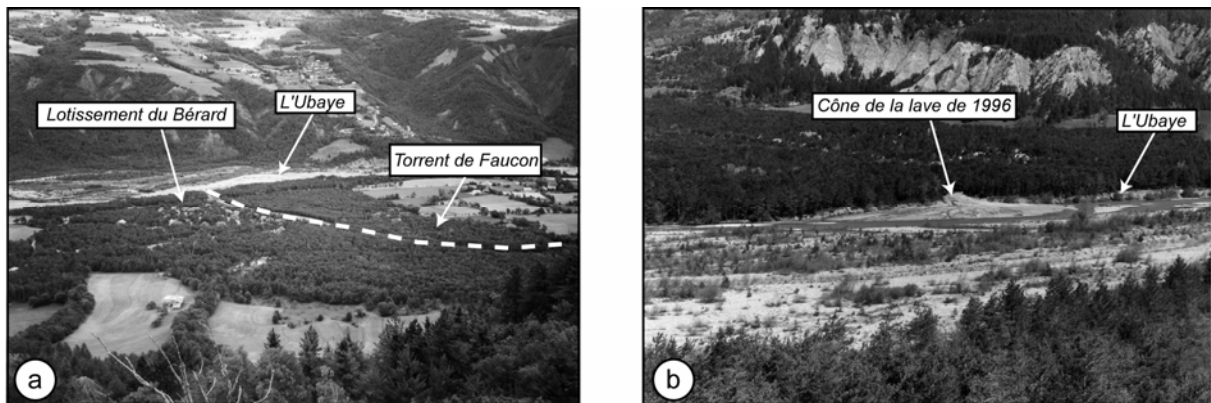 Lotissement du Bérard
L'Ubaye
Torrent de Faucon
a
Cône de la lave de 1996
L'Ubaye
b